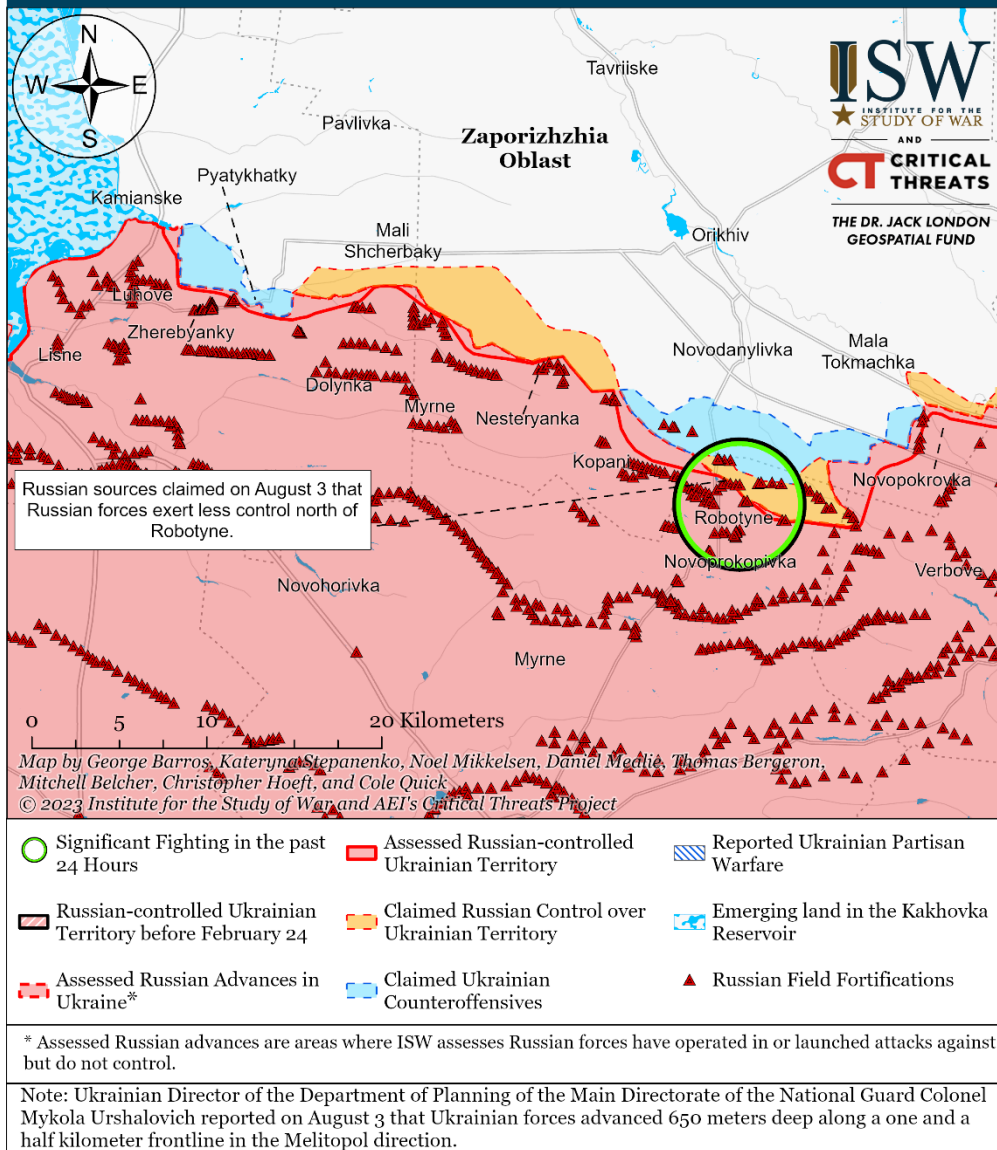 N
W E
S
ISW
INSTITUTE FOR THE
STUDY OF WAR
AND
CT CRITICAL
THREATS
THE DR. JACK LONDON
GEOSPATIAL FUND
Tavriiske
Pavlivka
Zaporizhzhia
Oblast
Pyatykhatky
Kamianske
Mali
Shcherbaky
Orikhiv
Luhove
Zherebyanky
Lisne
Dolynka
Myrne
Nesteryanka
Novodanylivka
Mala
Tokmachka
Kopani
Novopokrovka
Russian sources claimed on August 3 that
Russian forces exert less control north of
Robotyne.
Robotyne
Novoprokopivka
Verbove
Novohorivka
Myrne
0 5 10 20 Kilometers
Map by George Barros, Kateryna Stepanenko, Noel Mikkelsen, Daniel Mealie, Thomas Bergeron,
Mitchell Belcher, Christopher Hoeft, and Cole Quick
© 2023 Institute for the Study of War and AEI's Critical Threats Project
Significant Fighting in the past
24 Hours
Assessed Russian-controlled
Ukrainian Territory
Reported Ukrainian Partisan
Warfare
Russian-controlled Ukrainian
Territory before February 24
Claimed Russian Control over
Ukrainian Territory
Emerging land in the Kakhovka
Reservoir
Assessed Russian Advances in
Ukraine*
Claimed Ukrainian
Counteroffensives
Russian Field Fortifications
* Assessed Russian advances are areas where ISW assesses Russian forces have operated in or launched attacks against
but do not control.
Note: Ukrainian Director of the Department of Planning of the Main Directorate of the National Guard Colonel
Mykola Urshalovich reported on August 3 that Ukrainian forces advanced 650 meters deep along a one and a
half kilometer frontline in the Melitopol direction.